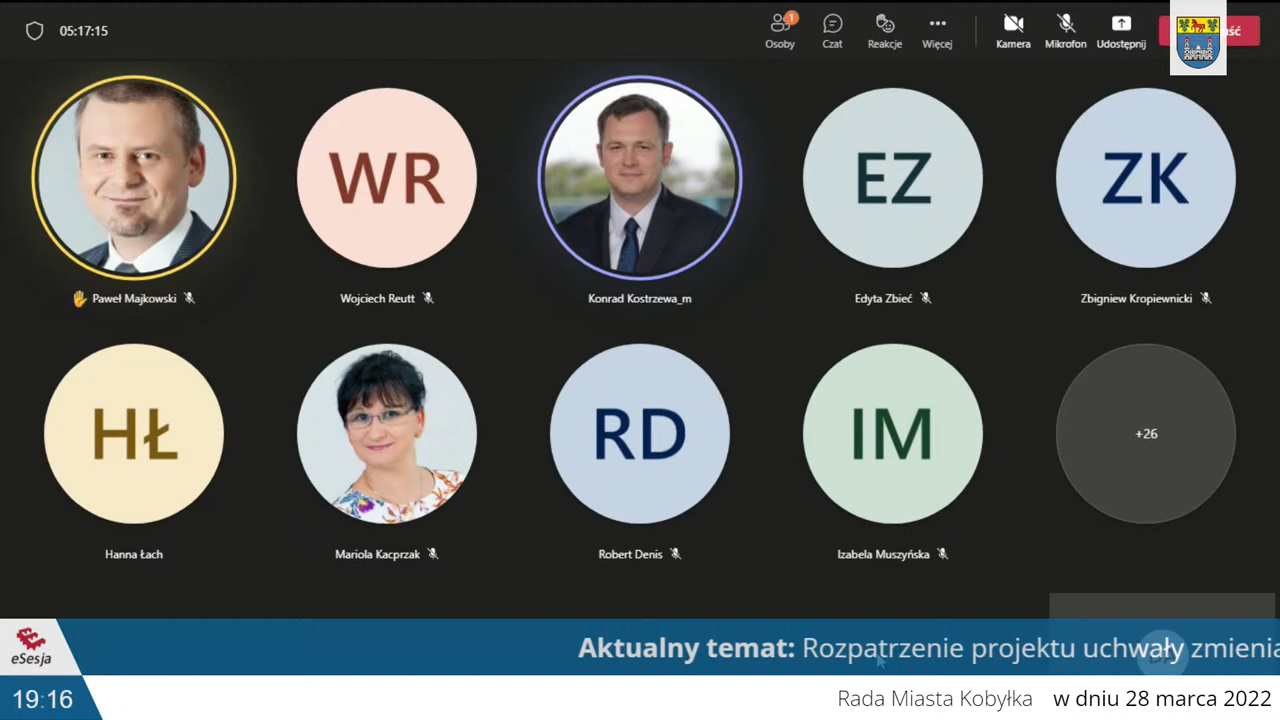 05:17:15
1
Osoby
Czat
Reakcje
Więcej
Kamera
Mikrofon
Udostępnij
WR
EZ
ZK
Paweł Majkowski
Wojciech Reutt
Konrad Kostrzewa_m
Edyta Zbieć
Zbigniew Kropiewnicki
HŁ
RD
IM
+26
Hanna Łach
Mariola Kacprzak
Robert Denis
Izabela Muszyńska
Aktualny temat: Rozpatrzenie projektu uchwały zmienia
eSesja
19:16
Rada Miasta Kobyłka w dniu 28 marca 2022